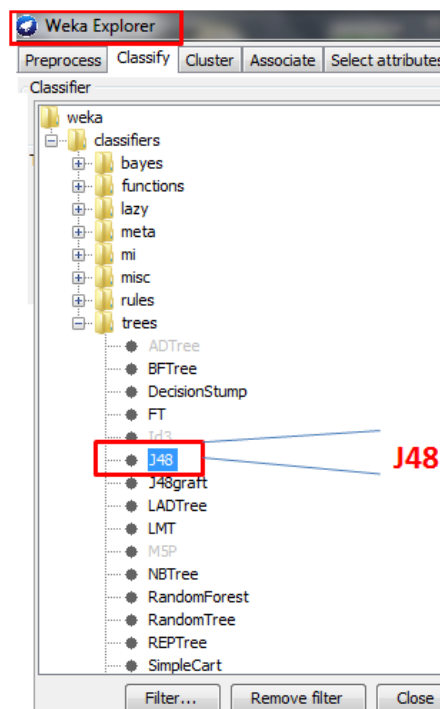 Weka Explorer
Preprocess Classify Cluster Associate Select attributes
Classifier
weka
classifiers
bayes
functions
lazy
meta
mi
misc
rules
trees
ADTree
BFTree
DecisionStump
FT
Id3
J48
J48
J48graft
LADTree
LMT
M5P
NBTree
RandomForest
RandomTree
REPTree
SimpleCart
Filter... Remove filter Close